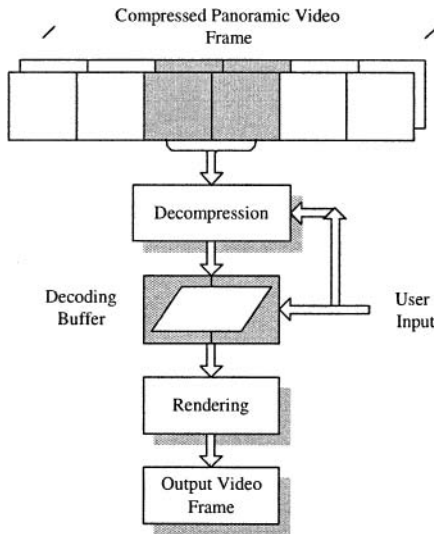 Compressed Panoramic Video
Frame
Decompression
Decoding
Buffer
User
Input
Rendering
Output Video
Frame